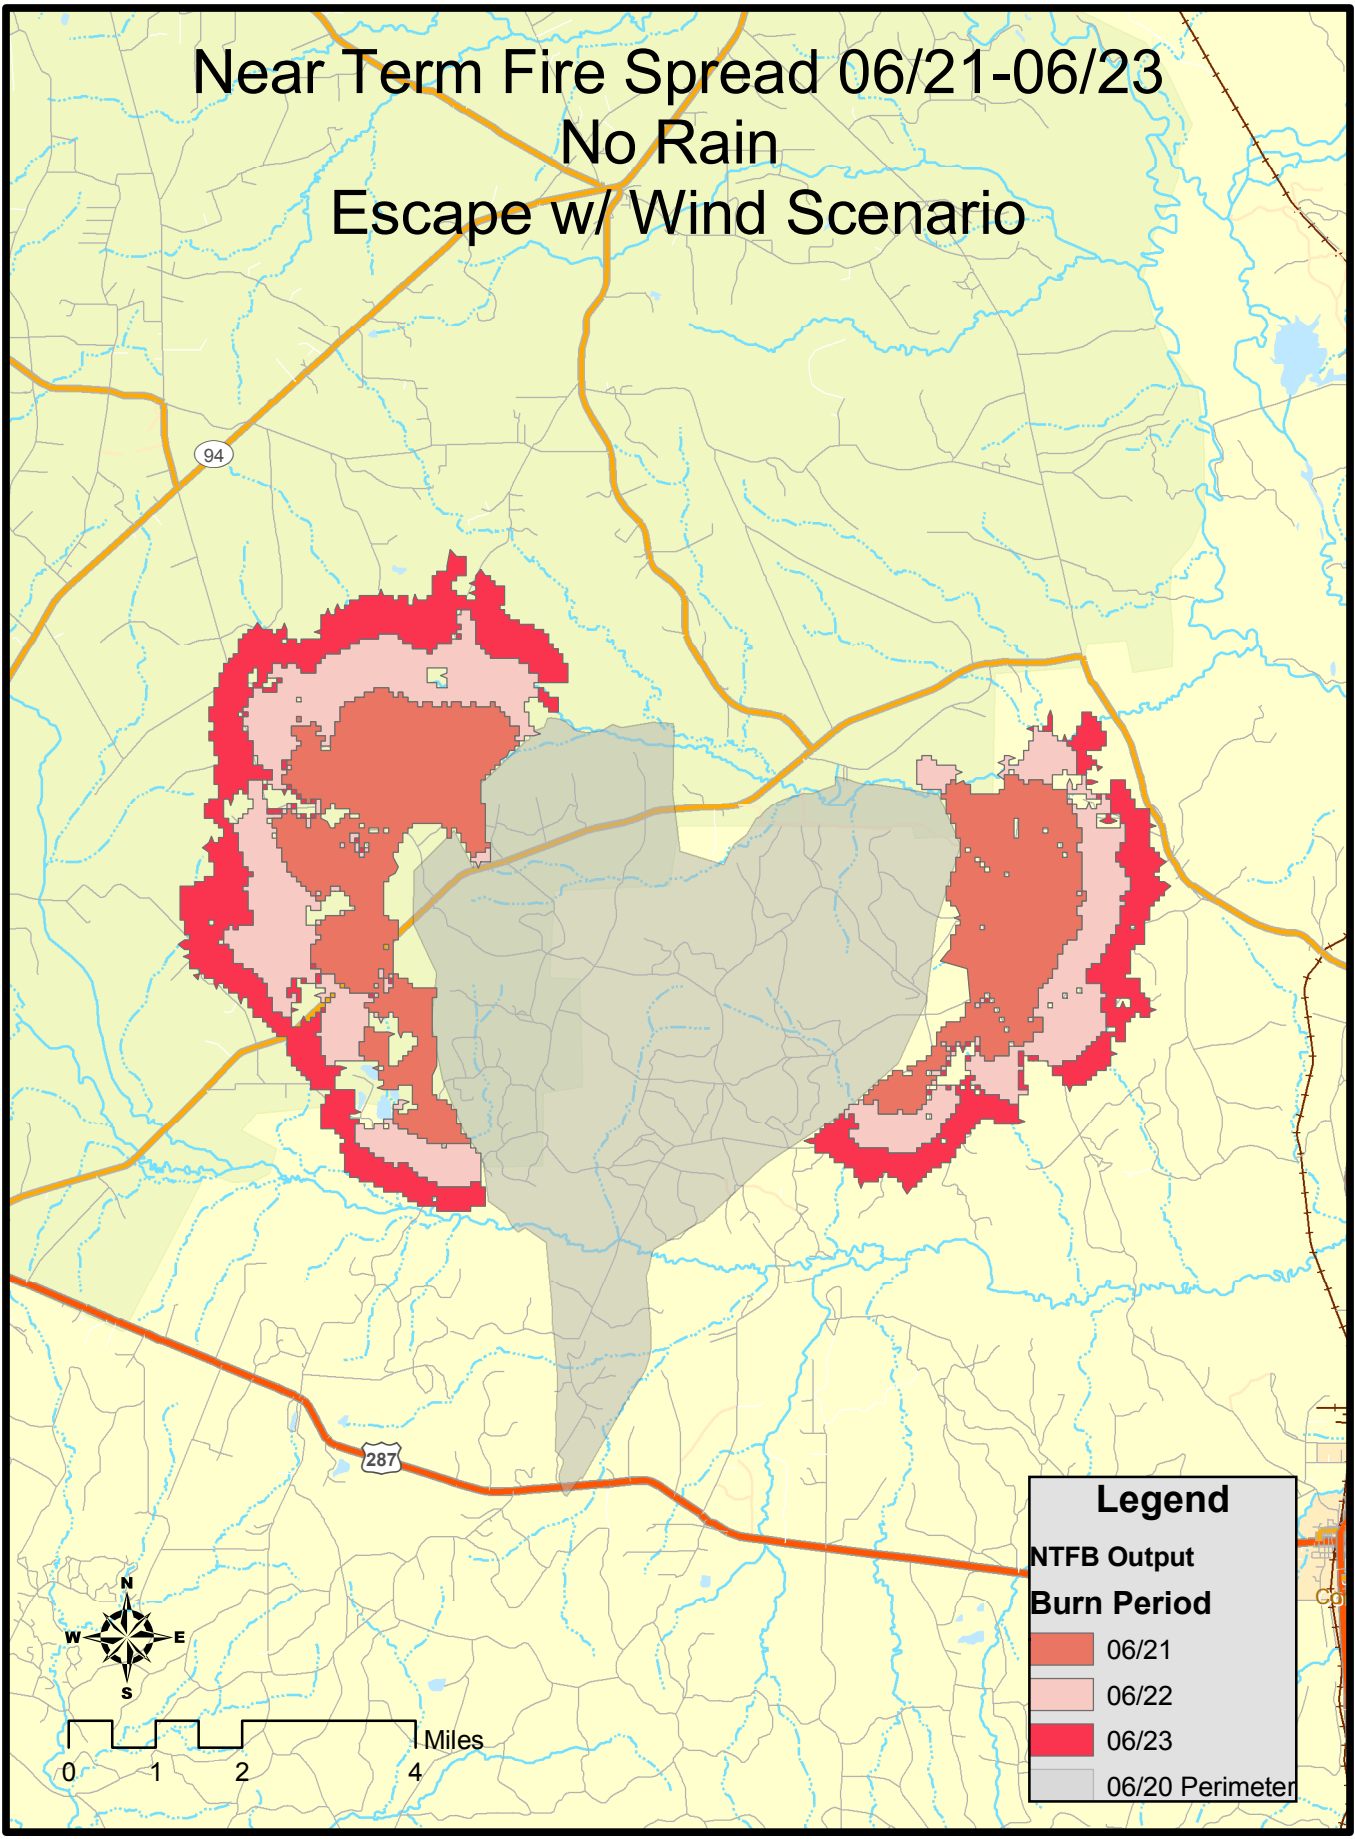 Near Term Fire Spread 06/21-06/23
No Rain
Escape w/ Wind Scenario
94
287
Legend
NTFB Output
Burn Period
06/21
06/22
06/23
06/20 Perimeter
Co
N
W E
S
Miles
0 1 2 4